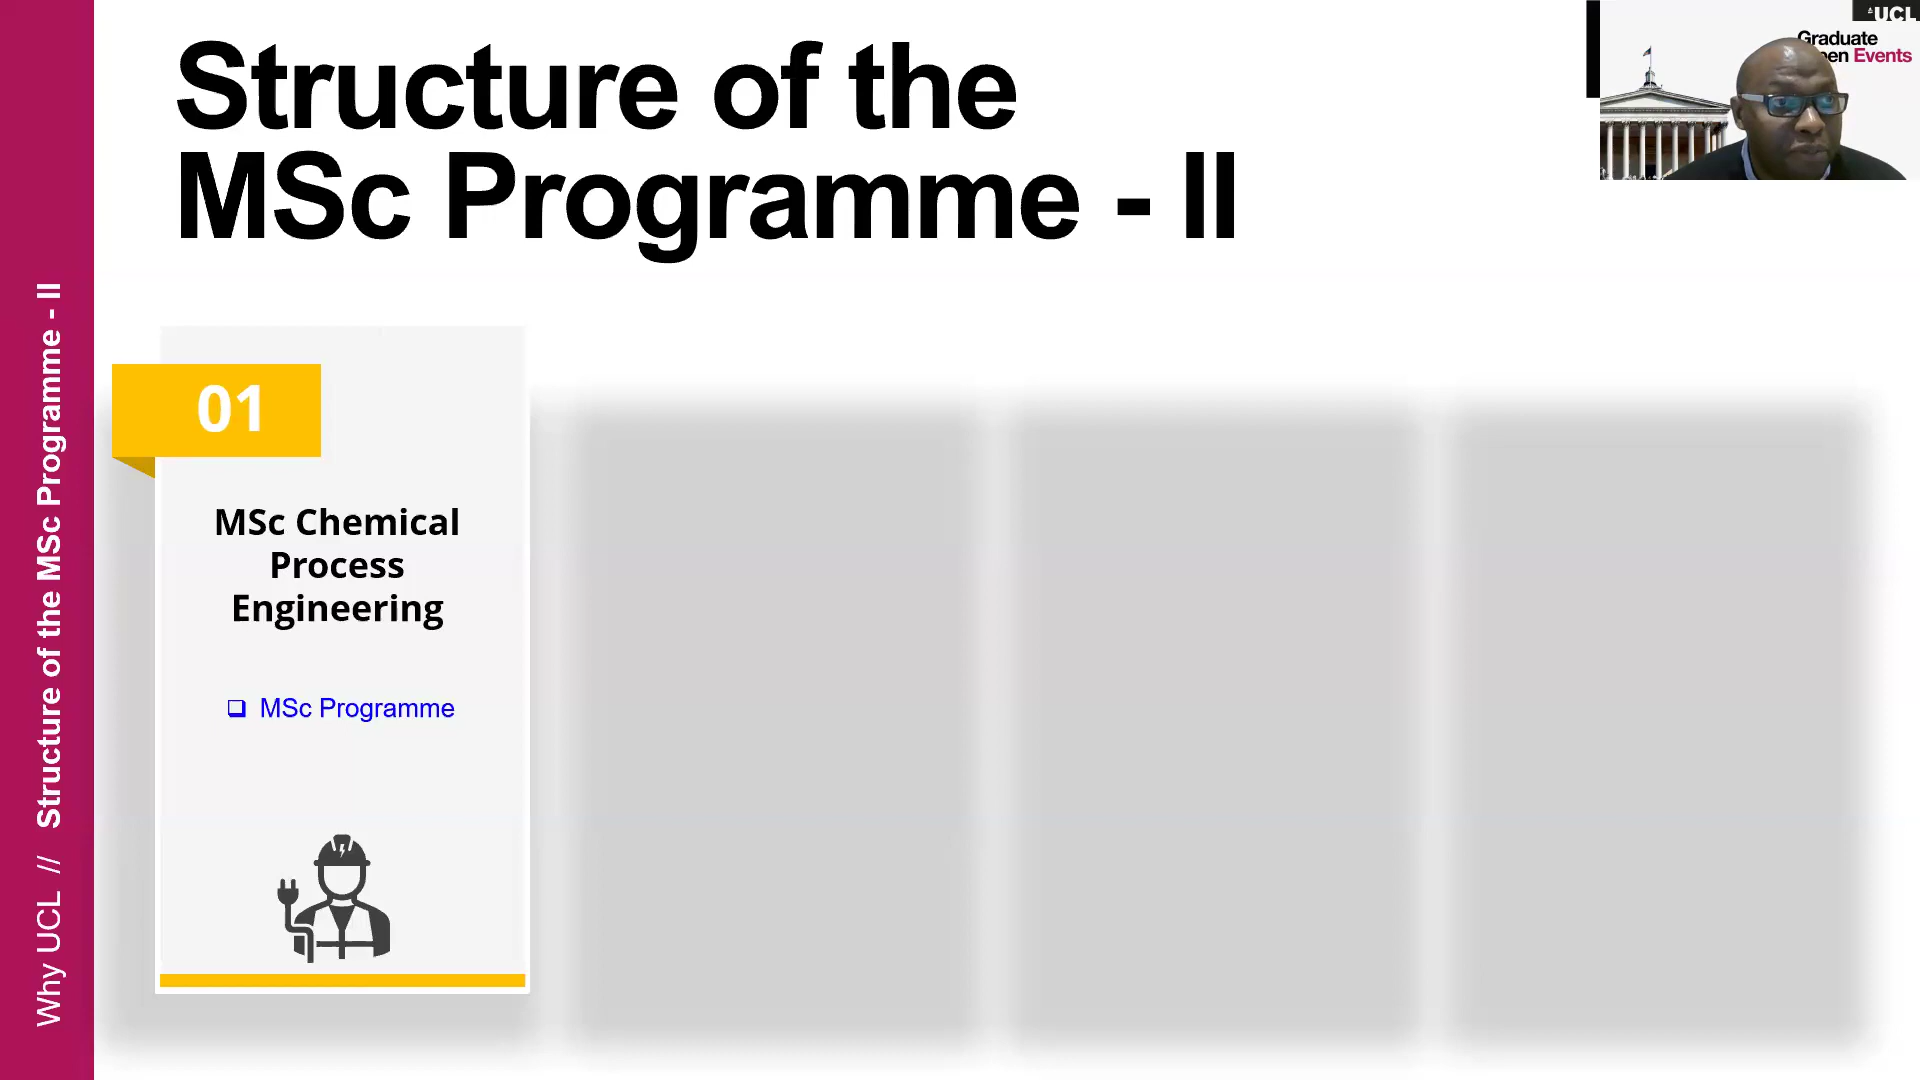 Structure of the
MSc Programme - II
UCL
Graduate
en Events
01
MSc Chemical
Process
Engineering
❑ MSc Programme
Why UCL // Structure of the MSc Programme - II